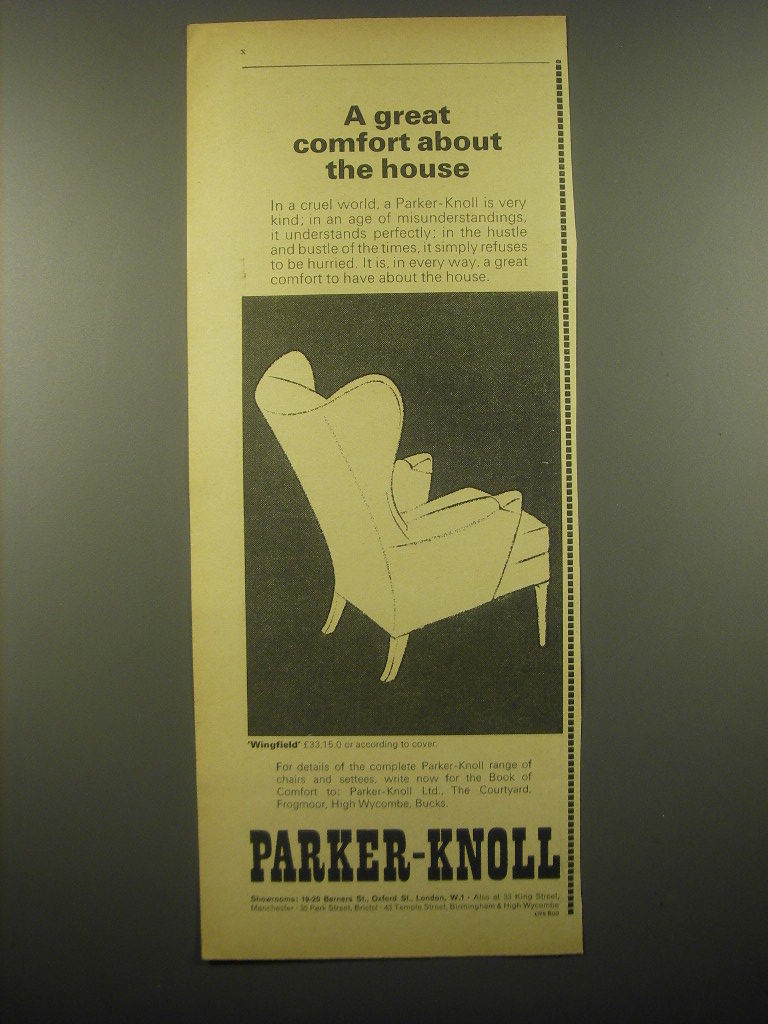 x
A great
comfort about
the house
In a cruel world, a Parker-Knoll is very
kind; in an age of misunderstandings,
it understands perfectly; in the hustle
and bustle of the times, it simply refuses
to be hurried. It is, in every way, a great
comfort to have about the house.
'Wingfield' £33.15.0 or according to cover.
For details of the complete Parker-Knoll range of
chairs and settees, write now for the Book of
Comfort to: Parker-Knoll Ltd., The Courtyard,
Frogmoor, High Wycombe, Bucks.
PARKER-KNOLL
Showrooms: 19-20 Berners St., Oxford St., London, W.1 · Also at 33 King Street,
Manchester · 30 Park Street, Bristol · 43 Temple Street, Birmingham & High Wycombe